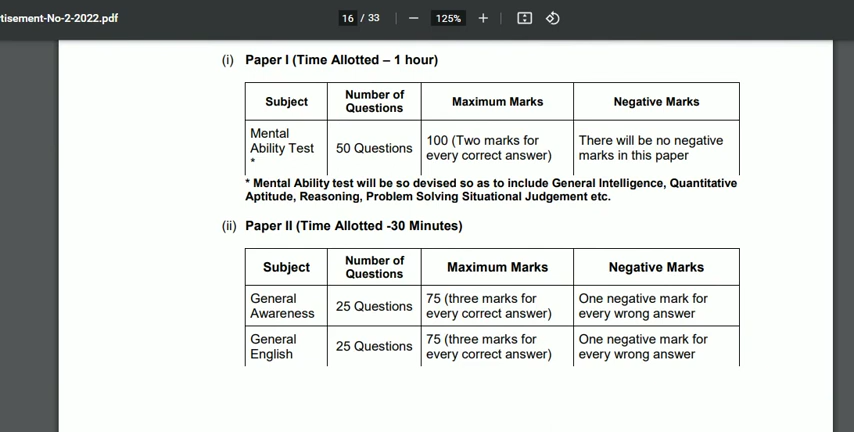 tisement-No-2-2022.pdf
16 / 33
125%
(i) Paper I (Time Allotted – 1 hour)
Subject
Number of
Questions
Maximum Marks
Negative Marks
Mental
Ability Test
*
50 Questions
100 (Two marks for
every correct answer)
There will be no negative
marks in this paper
* Mental Ability test will be so devised so as to include General Intelligence, Quantitative
Aptitude, Reasoning, Problem Solving Situational Judgement etc.
(ii) Paper II (Time Allotted -30 Minutes)
Subject
Number of
Questions
Maximum Marks
Negative Marks
General
Awareness
25 Questions
75 (three marks for
every correct answer)
One negative mark for
every wrong answer
General
English
25 Questions
75 (three marks for
every correct answer)
One negative mark for
every wrong answer